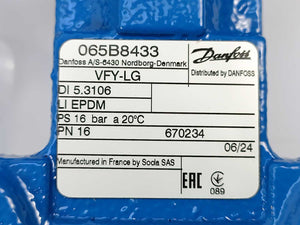 065B8433
Danfoss A/S-6430 Nordborg-Denmark
Danfoss
Distributed by DANFOSS
VFY-LG
DI 5.3106
LI EPDM
PS 16 bar a 20°C
PN 16 670234
06/24
Manufactured in France by Socla SAS
EAC
089